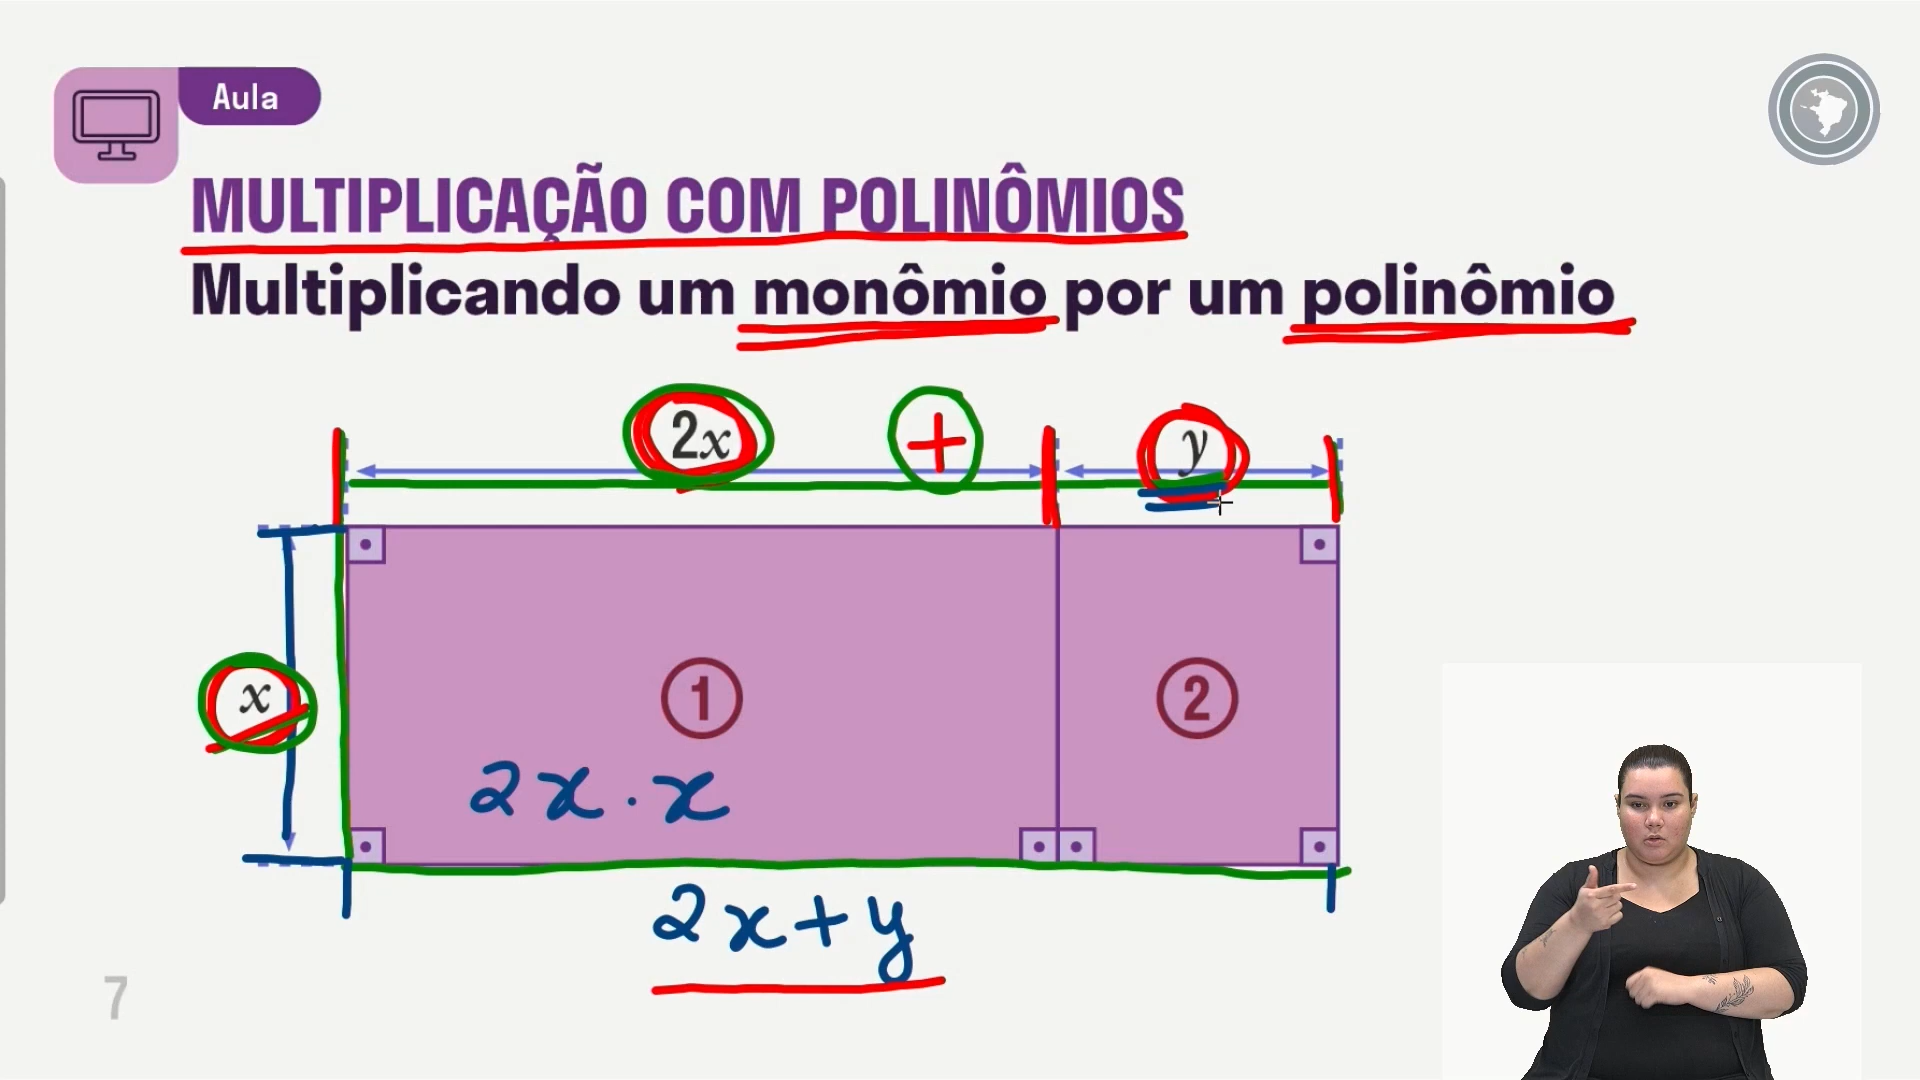 Aula
MULTIPLICAÇÃO COM POLINÔMIOS
Multiplicando um monômio por um polinômio
2x + y
x
1 2
2x · x
2x + y
7